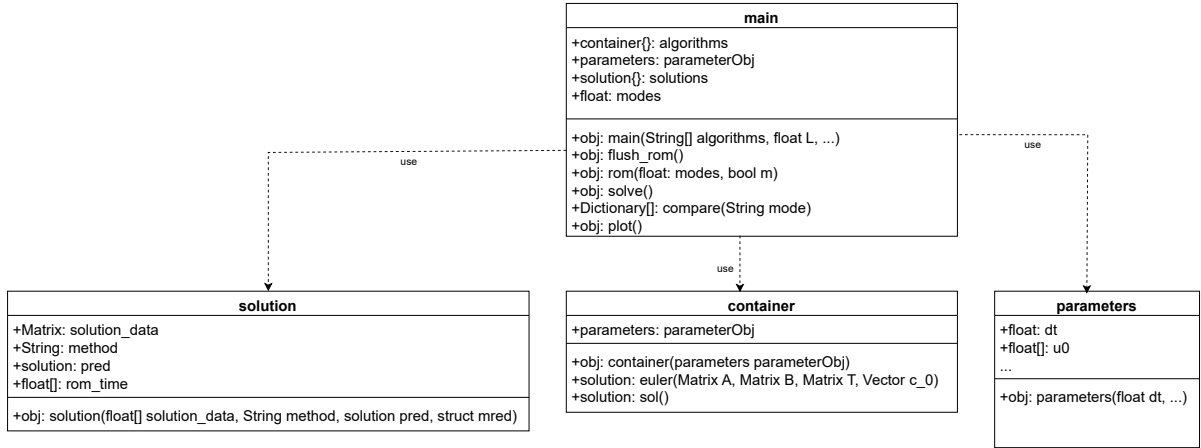 main
+container{}: algorithms
+parameters: parameterObj
+solution{}: solutions
+float: modes
+obj: main(String[] algorithms, float L, ...)
+obj: flush_rom()
+obj: rom(float: modes, bool m)
+obj: solve()
+Dictionary[]: compare(String mode)
+obj: plot()
use
use
use
solution
+Matrix: solution_data
+String: method
+solution: pred
+float[]: rom_time
+obj: solution(float[] solution_data, String method, solution pred, struct mred)
container
+parameters: parameterObj
+obj: container(parameters parameterObj)
+solution: euler(Matrix A, Matrix B, Matrix T, Vector c_0)
+solution: sol()
parameters
+float: dt
+float[]: u0
...
+obj: parameters(float dt, ...)